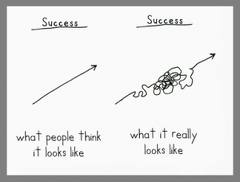 Success
what people think
it looks like
Success
what it really
looks like